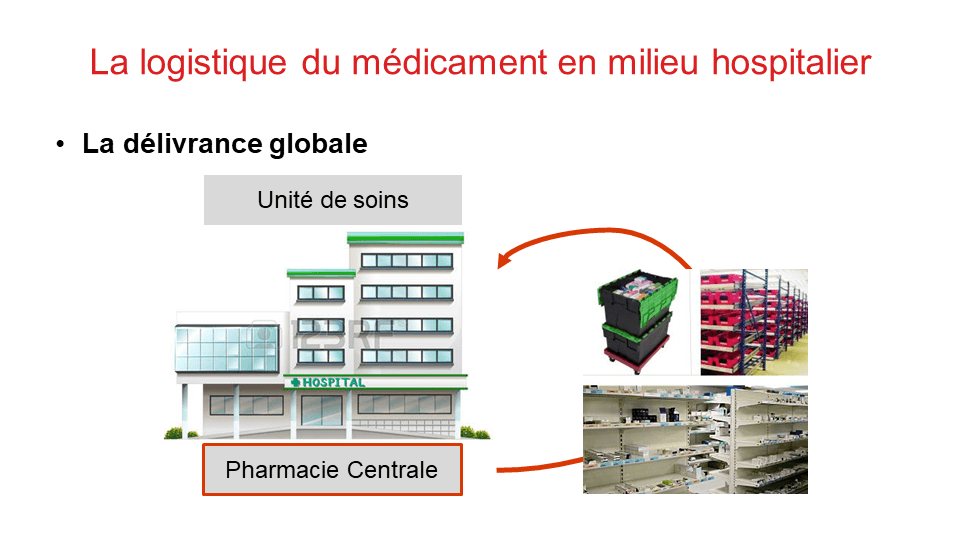 La logistique du médicament en milieu hospitalier
• La délivrance globale
Unité de soins
123RF
HOSPITAL
Pharmacie Centrale